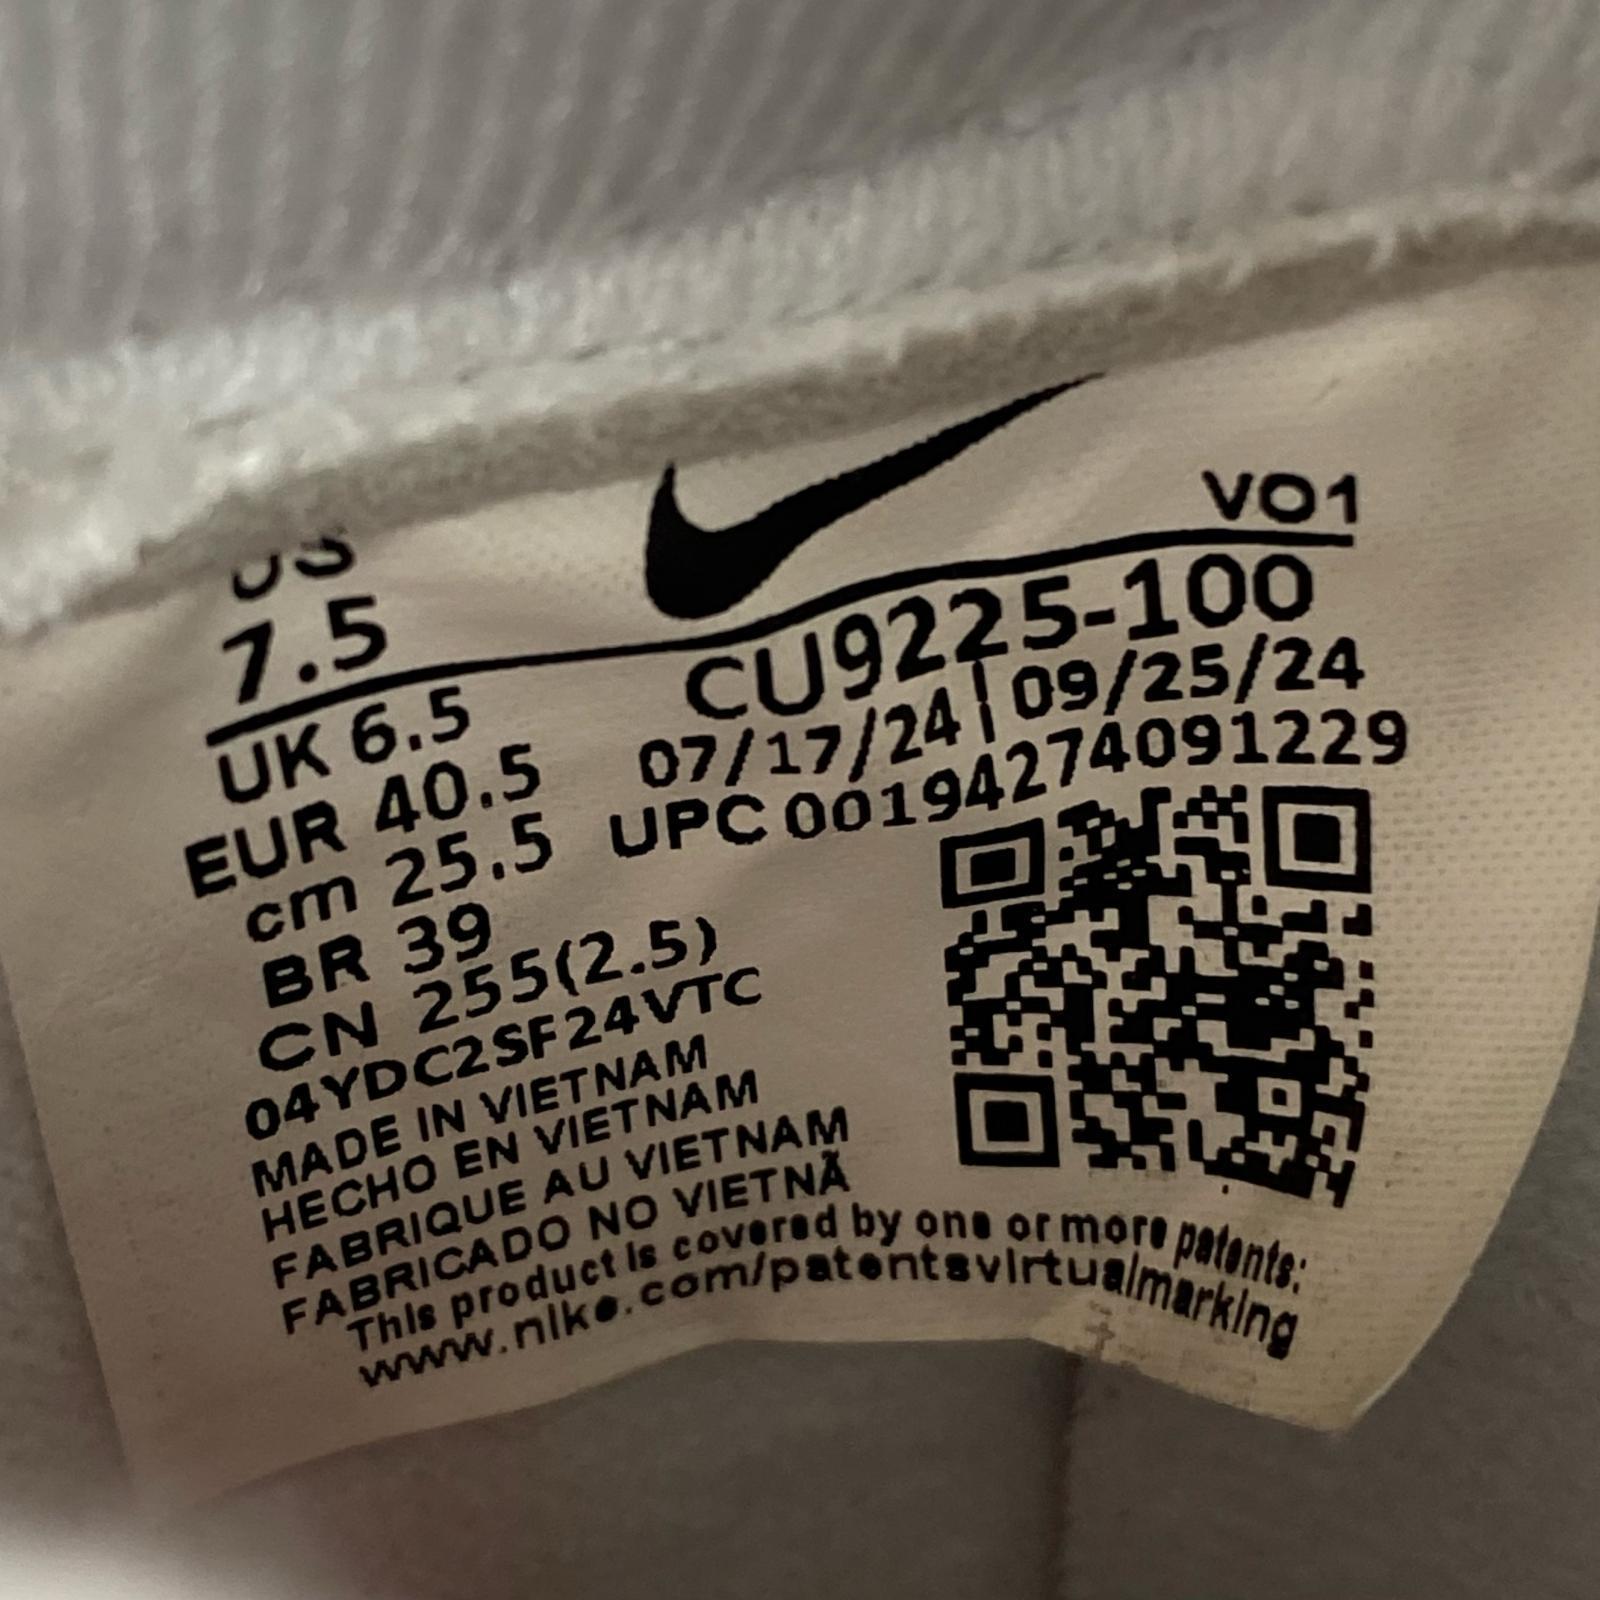 VO1
US
7.5
CU9225-100
07/17/24 | 09/25/24
UPC 00194274091229
UK 6.5
EUR 40.5
cm 25.5
BR 39
CN 255(2.5)
04YDC2SF24VTC
MADE IN VIETNAM
HECHO EN VIETNAM
FABRIQUE AU VIETNAM
FABRICADO NO VIETNÃ
This product is covered by one or more patents:
www.nike.com/patentsvirtualmarking